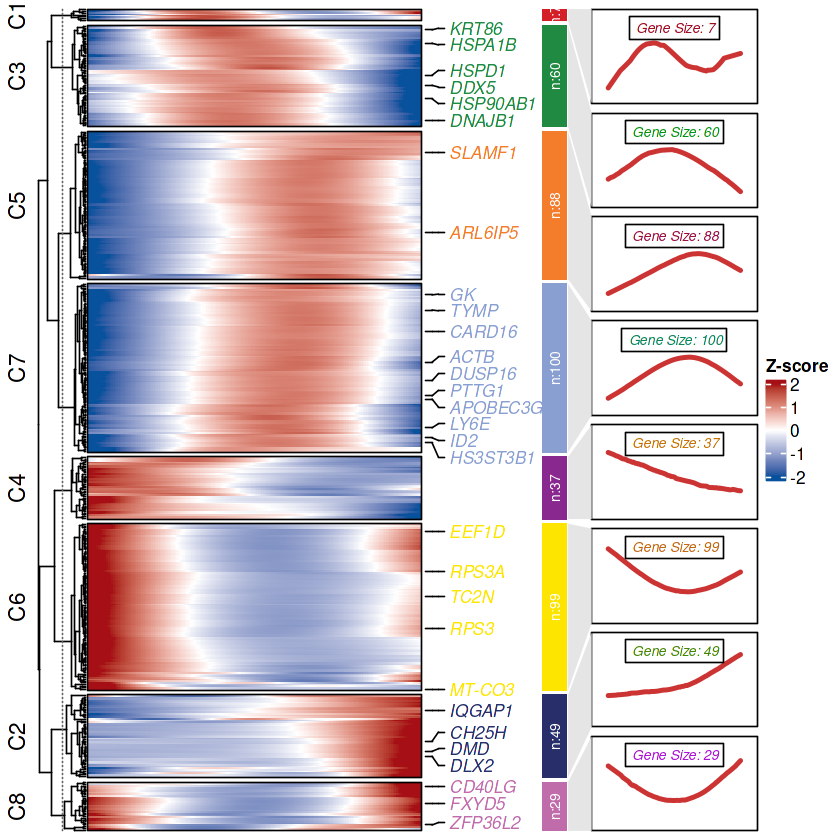 C1
C3
C5
C7
C4
C6
C2
C8
KRT86
HSPA1B
HSPD1
DDX5
HSP90AB1
DNAJB1
SLAMF1
ARL6IP5
GK
TYMP
CARD16
ACTB
DUSP16
PTTG1
APOBEC3G
LY6E
ID2
HS3ST3B1
EEF1D
RPS3A
TC2N
RPS3
MT-CO3
IQGAP1
CH25H
DMD
DLX2
CD40LG
FXYD5
ZFP36L2
n:7
n:60
n:88
n:100
n:37
n:99
n:49
n:29
Gene Size: 7
Gene Size: 60
Gene Size: 88
Gene Size: 100
Gene Size: 37
Gene Size: 99
Gene Size: 49
Gene Size: 29
Z-score
2
1
0
-1
-2